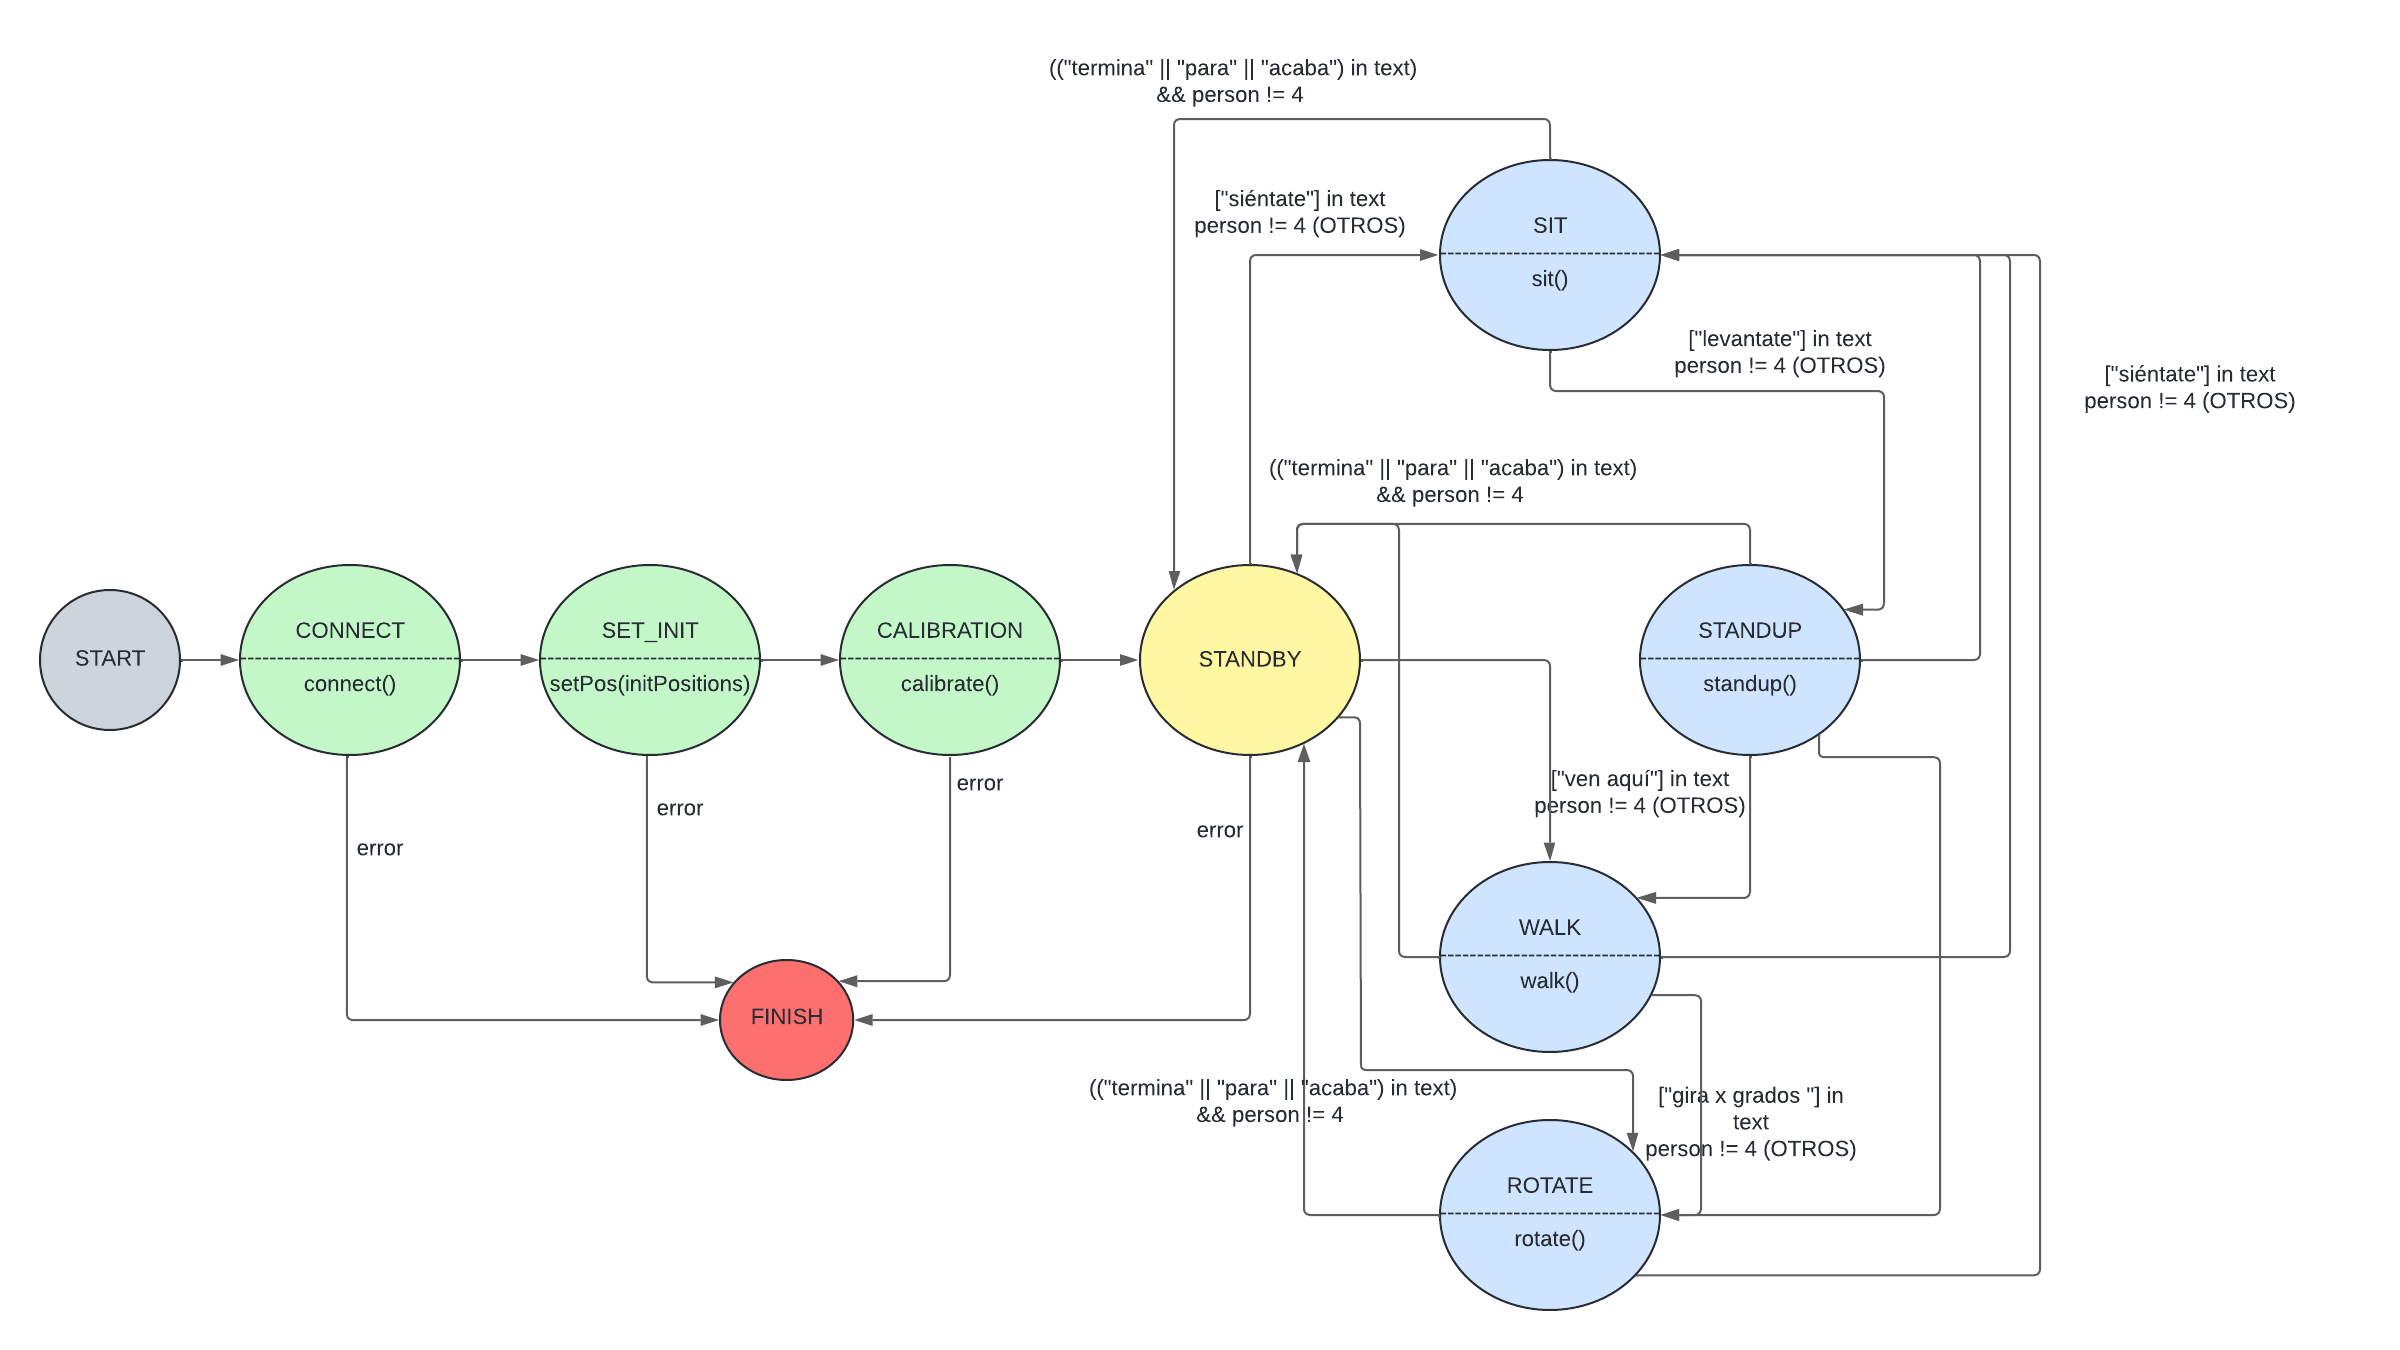 (("termina" || "para" || "acaba") in text)
&& person != 4
["siéntate"] in text
person != 4 (OTROS)
SIT
sit()
["levantate"] in text
person != 4 (OTROS)
["siéntate"] in text
person != 4 (OTROS)
(("termina" || "para" || "acaba") in text)
&& person != 4
START
CONNECT
connect()
SET_INIT
setPos(initPositions)
CALIBRATION
calibrate()
STANDBY
STANDUP
standup()
error
error
error
error
["ven aquí"] in text
person != 4 (OTROS)
WALK
walk()
FINISH
(("termina" || "para" || "acaba") in text)
&& person != 4
["gira x grados "] in
text
person != 4 (OTROS)
ROTATE
rotate()